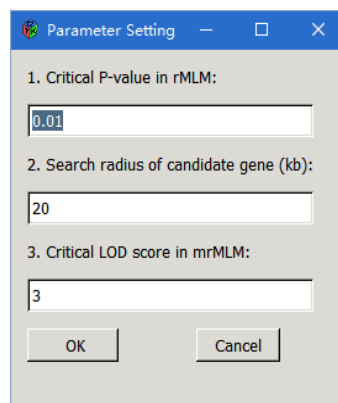 Parameter Setting
1. Critical P-value in rMLM:
0.01
2. Search radius of candidate gene (kb):
20
3. Critical LOD score in mrMLM:
3
OK Cancel